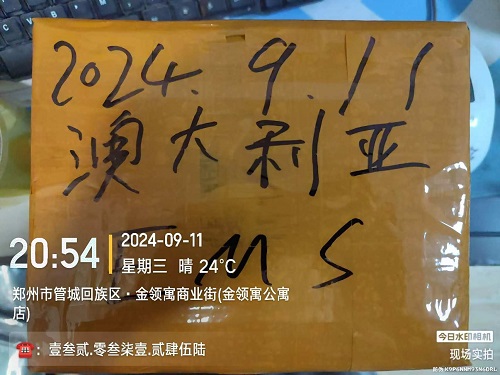 2024.9.11
澳大利亚
EMS
20:54
2024-09-11
星期三 晴 24℃
郑州市管城回族区·金领寓商业街(金领寓公寓
店)
☎：壹叁贰.零叁柒壹.贰肆伍陆
今日水印相机
现场实拍